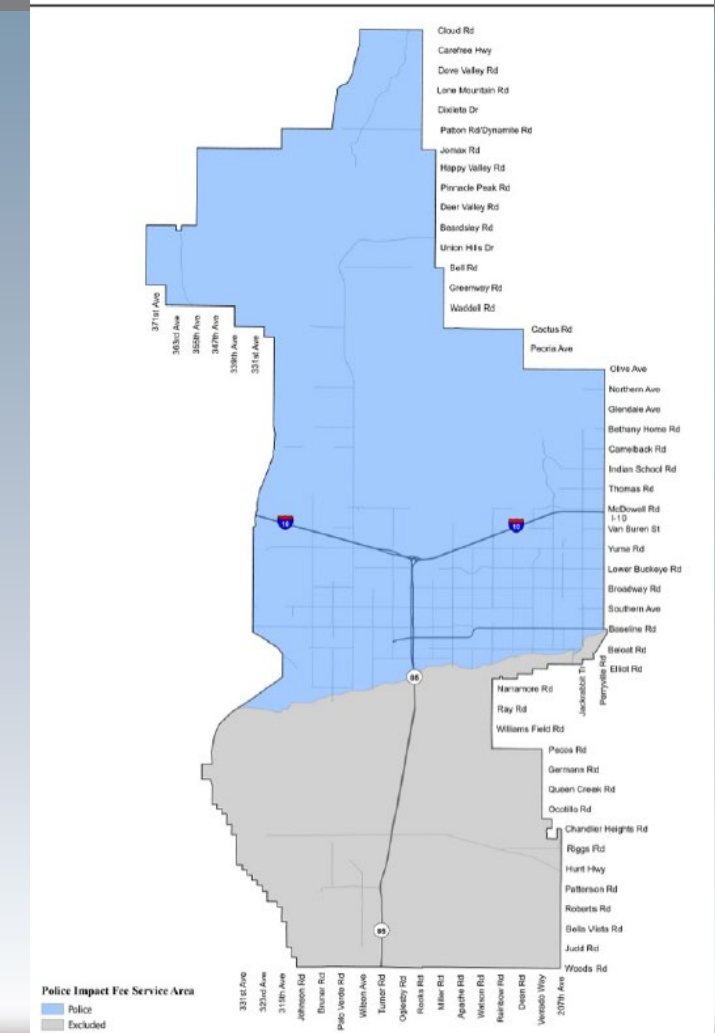 Cloud Rd
Carefree Hwy
Dove Valley Rd
Lone Mountain Rd
Dixileta Dr
Patton Rd/Dynamite Rd
Jomax Rd
Happy Valley Rd
Pinnacle Peak Rd
Deer Valley Rd
Beardsley Rd
Union Hills Dr
Bell Rd
Greenway Rd
Waddell Rd
Cactus Rd
Peoria Ave
371st Ave
363rd Ave
355th Ave
347th Ave
339th Ave
331st Ave
Olive Ave
Northern Ave
Glendale Ave
Bethany Home Rd
Camelback Rd
Indian School Rd
Thomas Rd
McDowell Rd
I-10
Van Buren St
10
10
Yuma Rd
Lower Buckeye Rd
Broadway Rd
Southern Ave
Baseline Rd
Beloat Rd
Elliot Rd
Jackrabbit Tr
Perryville Rd
85
Narramore Rd
Ray Rd
Williams Field Rd
Pecos Rd
Germann Rd
Queen Creek Rd
Ocotillo Rd
Chandler Heights Rd
Riggs Rd
Hunt Hwy
Patterson Rd
Roberts Rd
85
Bella Vista Rd
Judd Rd
Woods Rd
331st Ave
323rd Ave
315th Ave
Johnson Rd
Bruner Rd
Palo Verde Rd
Wilson Ave
Turner Rd
Oglesby Rd
Rooks Rd
Miller Rd
Apache Rd
Watson Rd
Rainbow Rd
Dean Rd
Verrado Way
207th Ave
Police Impact Fee Service Area
Police
Excluded